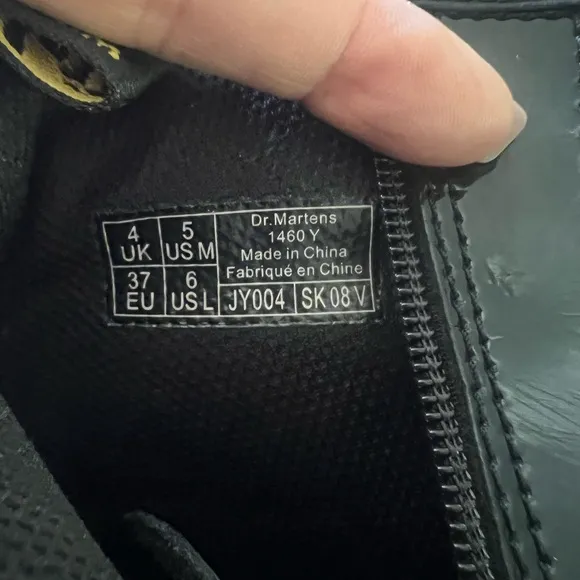 4
UK
5
US M
37
EU
6
US L
Dr.Martens
1460 Y
Made in China
Fabriqué en Chine
JY004
SK 08 V